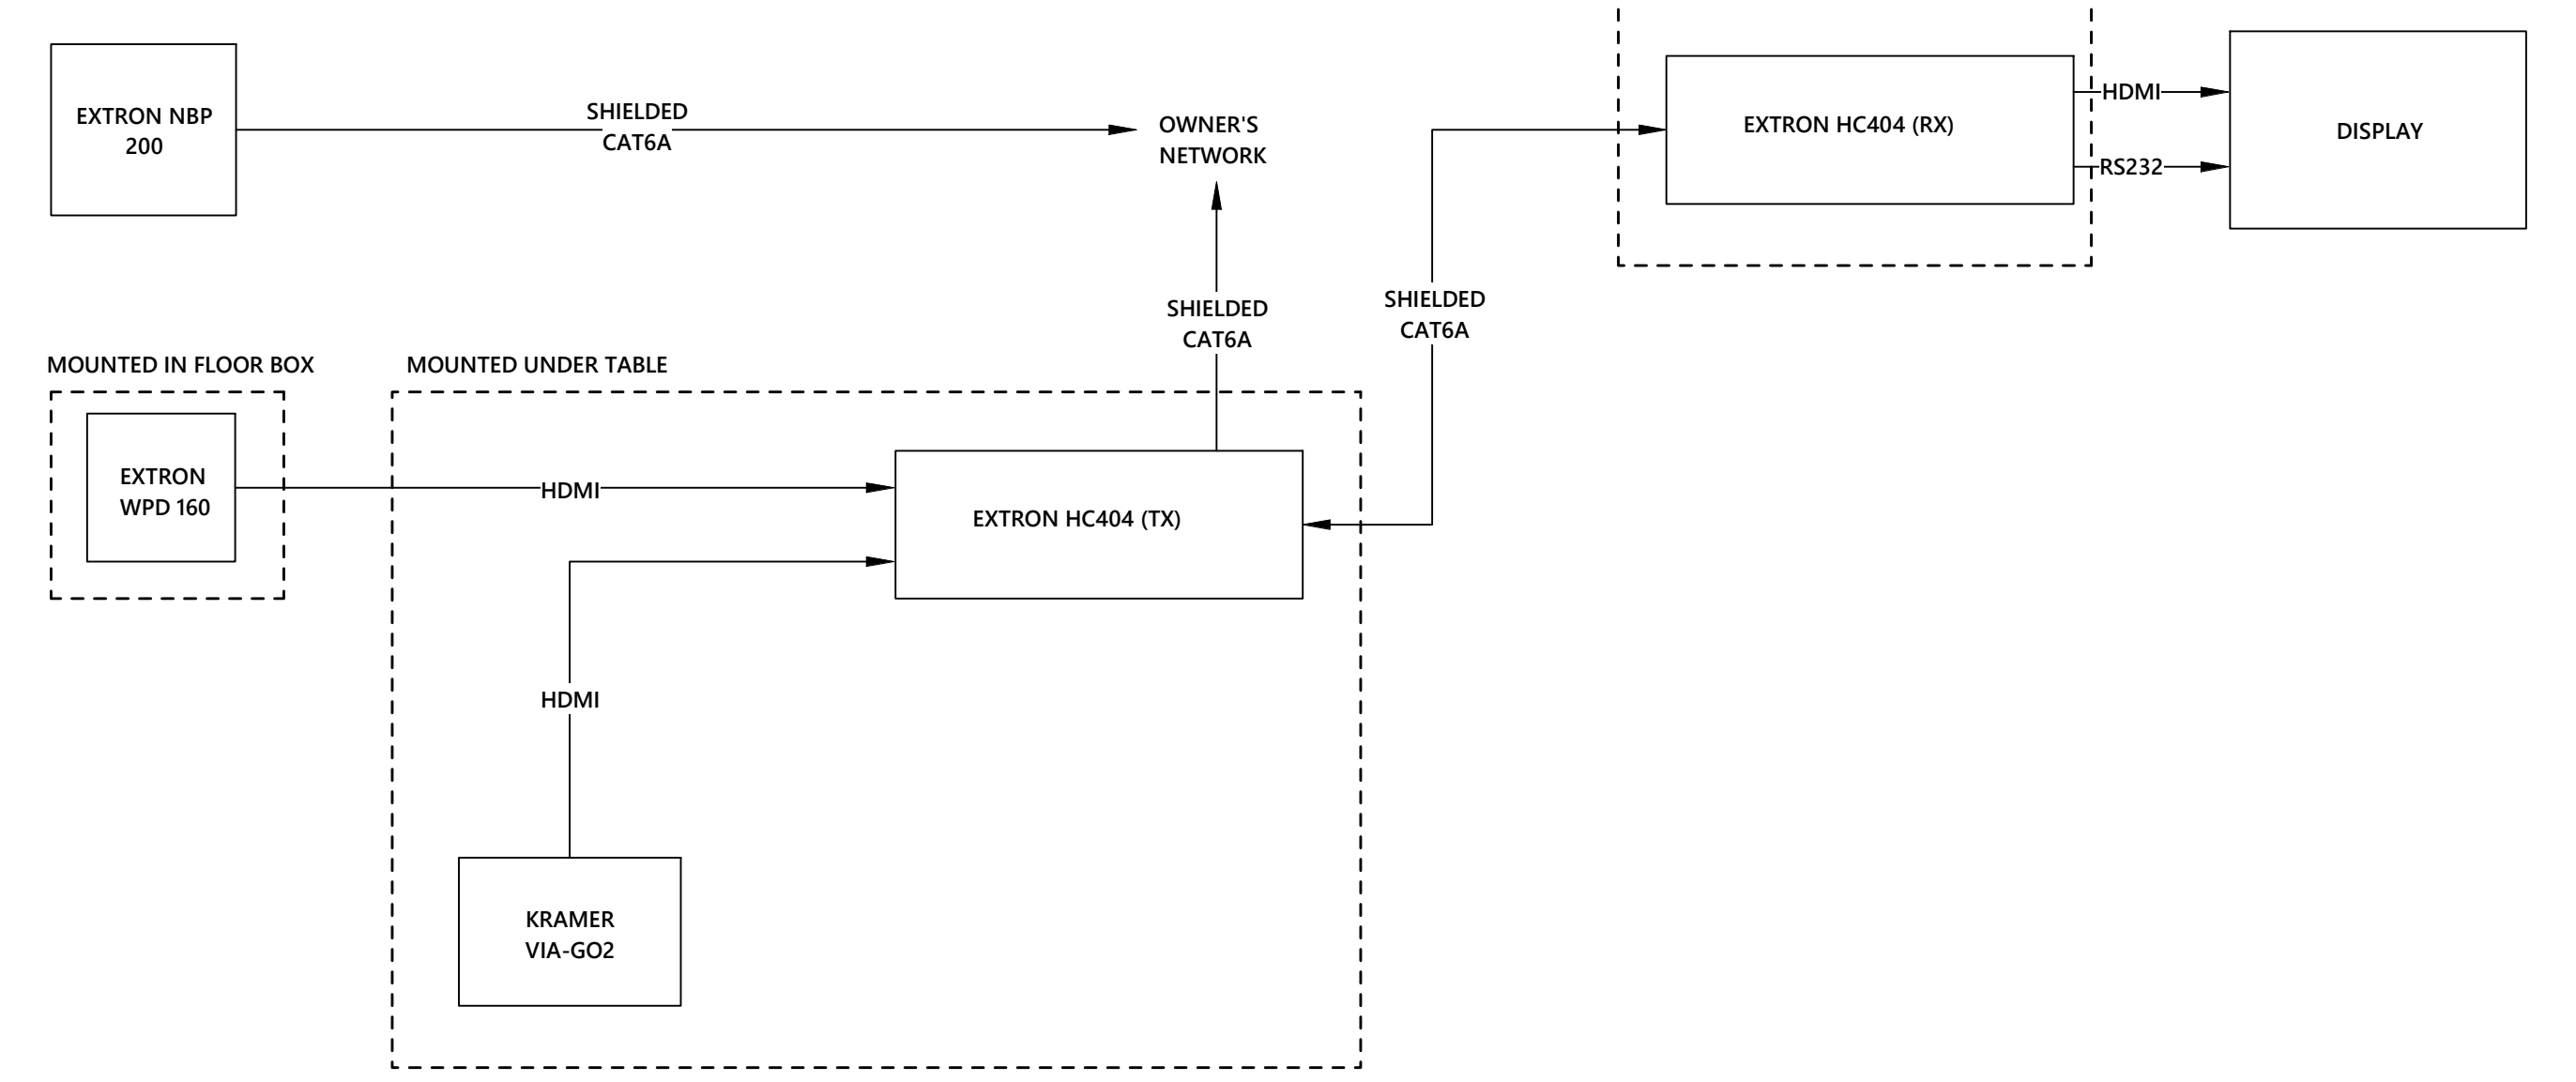 EXTRON NBP
200
SHIELDED
CAT6A
OWNER'S
NETWORK
EXTRON HC404 (RX)
HDMI
RS232
DISPLAY
SHIELDED
CAT6A
SHIELDED
CAT6A
MOUNTED IN FLOOR BOX
MOUNTED UNDER TABLE
EXTRON
WPD 160
HDMI
EXTRON HC404 (TX)
HDMI
KRAMER
VIA-GO2